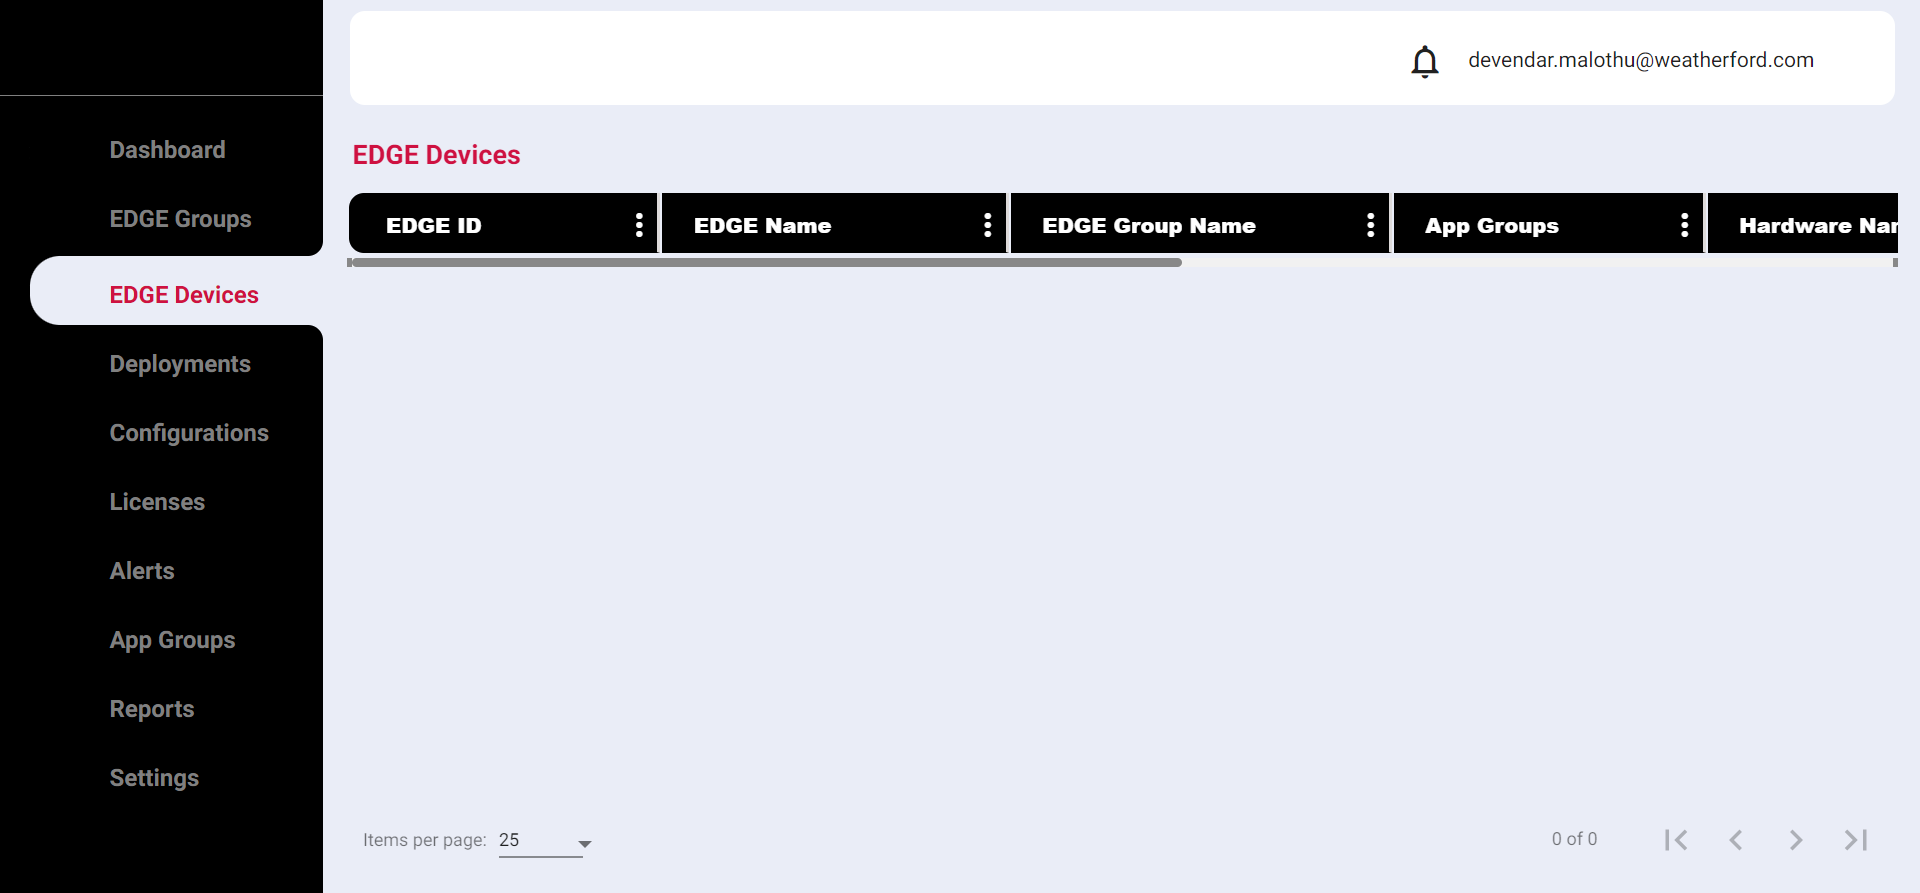 devendar.malothu@weatherford.com
Dashboard
EDGE Groups
EDGE Devices
Deployments
Configurations
Licenses
Alerts
App Groups
Reports
Settings
EDGE Devices
EDGE ID
EDGE Name
EDGE Group Name
App Groups
Hardware Nar
Items per page: 25
0 of 0